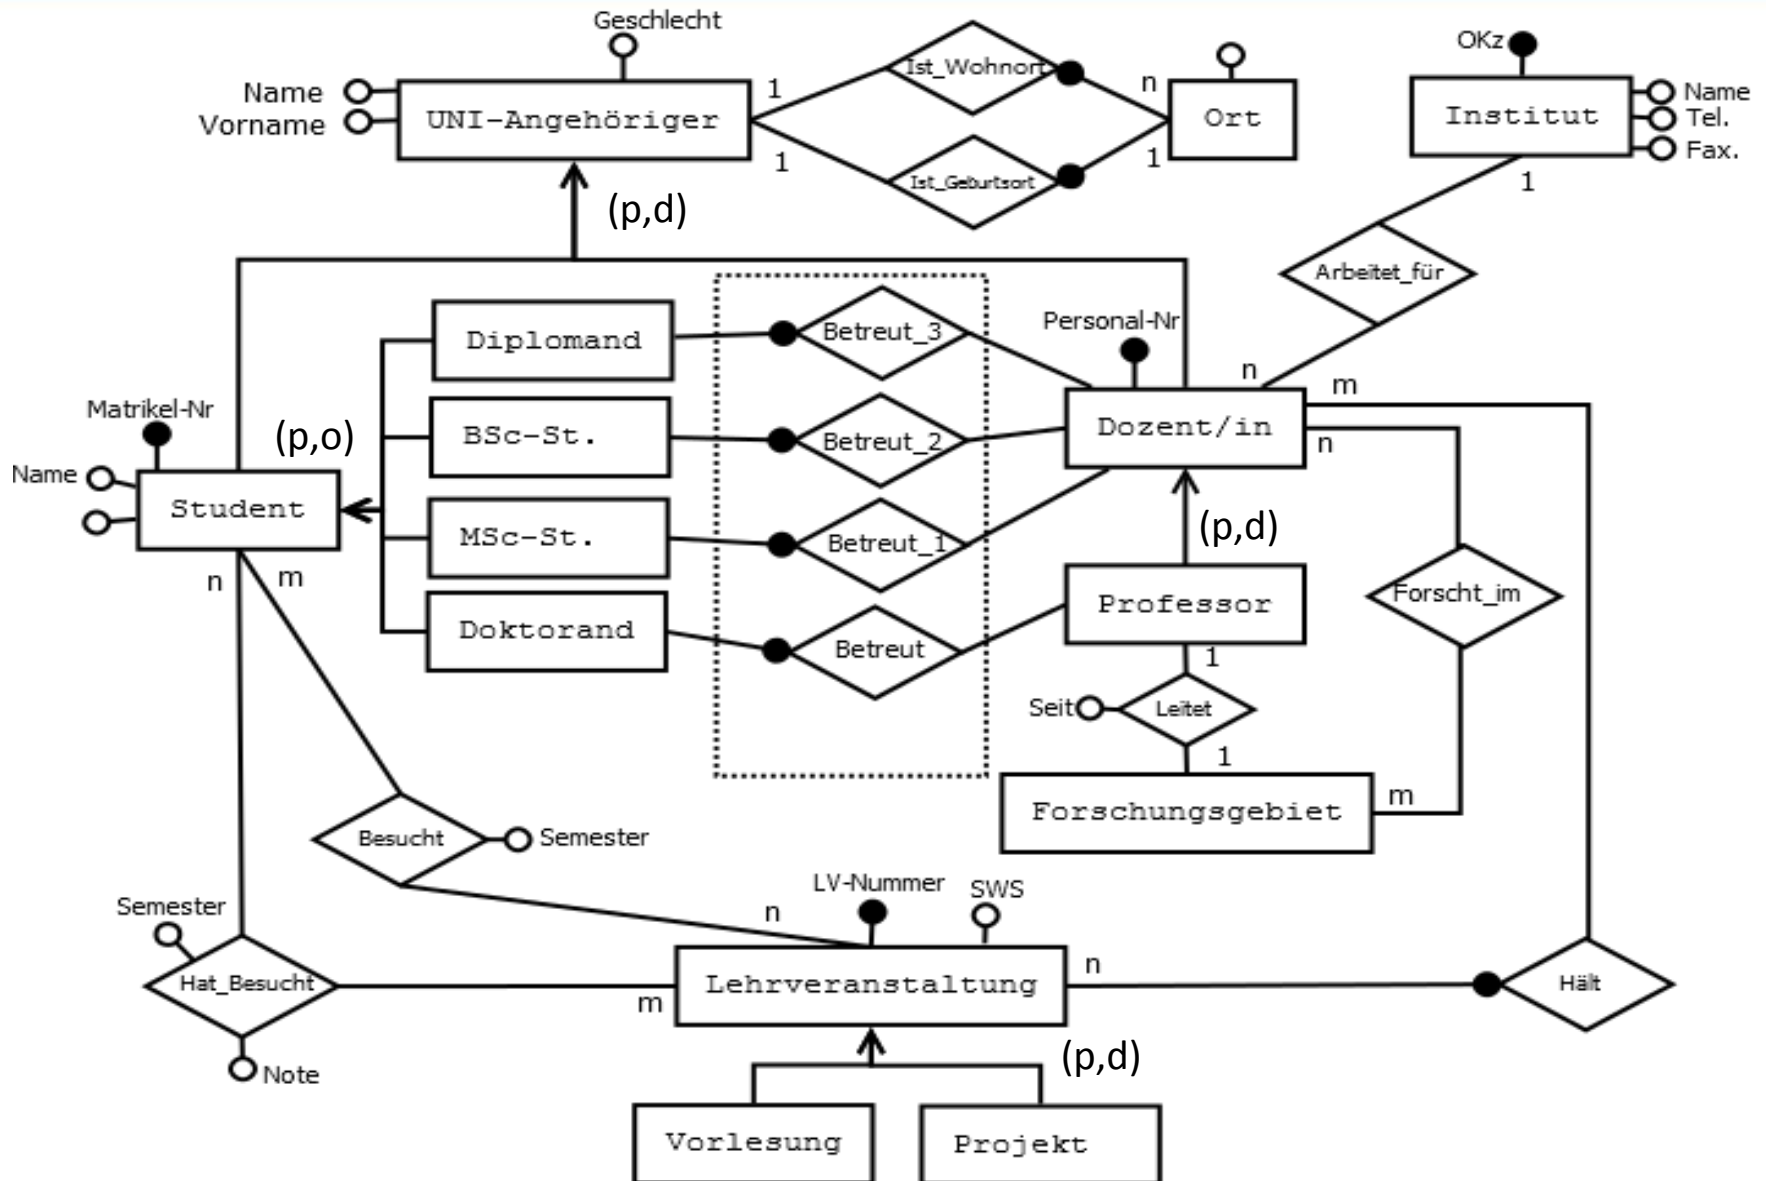 Geschlecht
Name
Vorname
UNI-Angehöriger
1
1
Ist_Wohnort
Ist_Geburtsort
n
1
Ort
OKz
Institut
Name
Tel.
Fax.
1
(p,d)
Arbeitet_für
n
Diplomand
Betreut_3
Personal-Nr
m
Matrikel-Nr
(p,o)
BSc-St.
Betreut_2
Dozent/in
n
Name
Student
MSc-St.
Betreut_1
(p,d)
n
m
Doktorand
Betreut
Professor
Forscht_im
1
Seit
Leitet
1
Forschungsgebiet
m
Besucht
Semester
LV-Nummer
SWS
Semester
n
Hat_Besucht
m
Lehrveranstaltung
n
Hält
Note
(p,d)
Vorlesung
Projekt